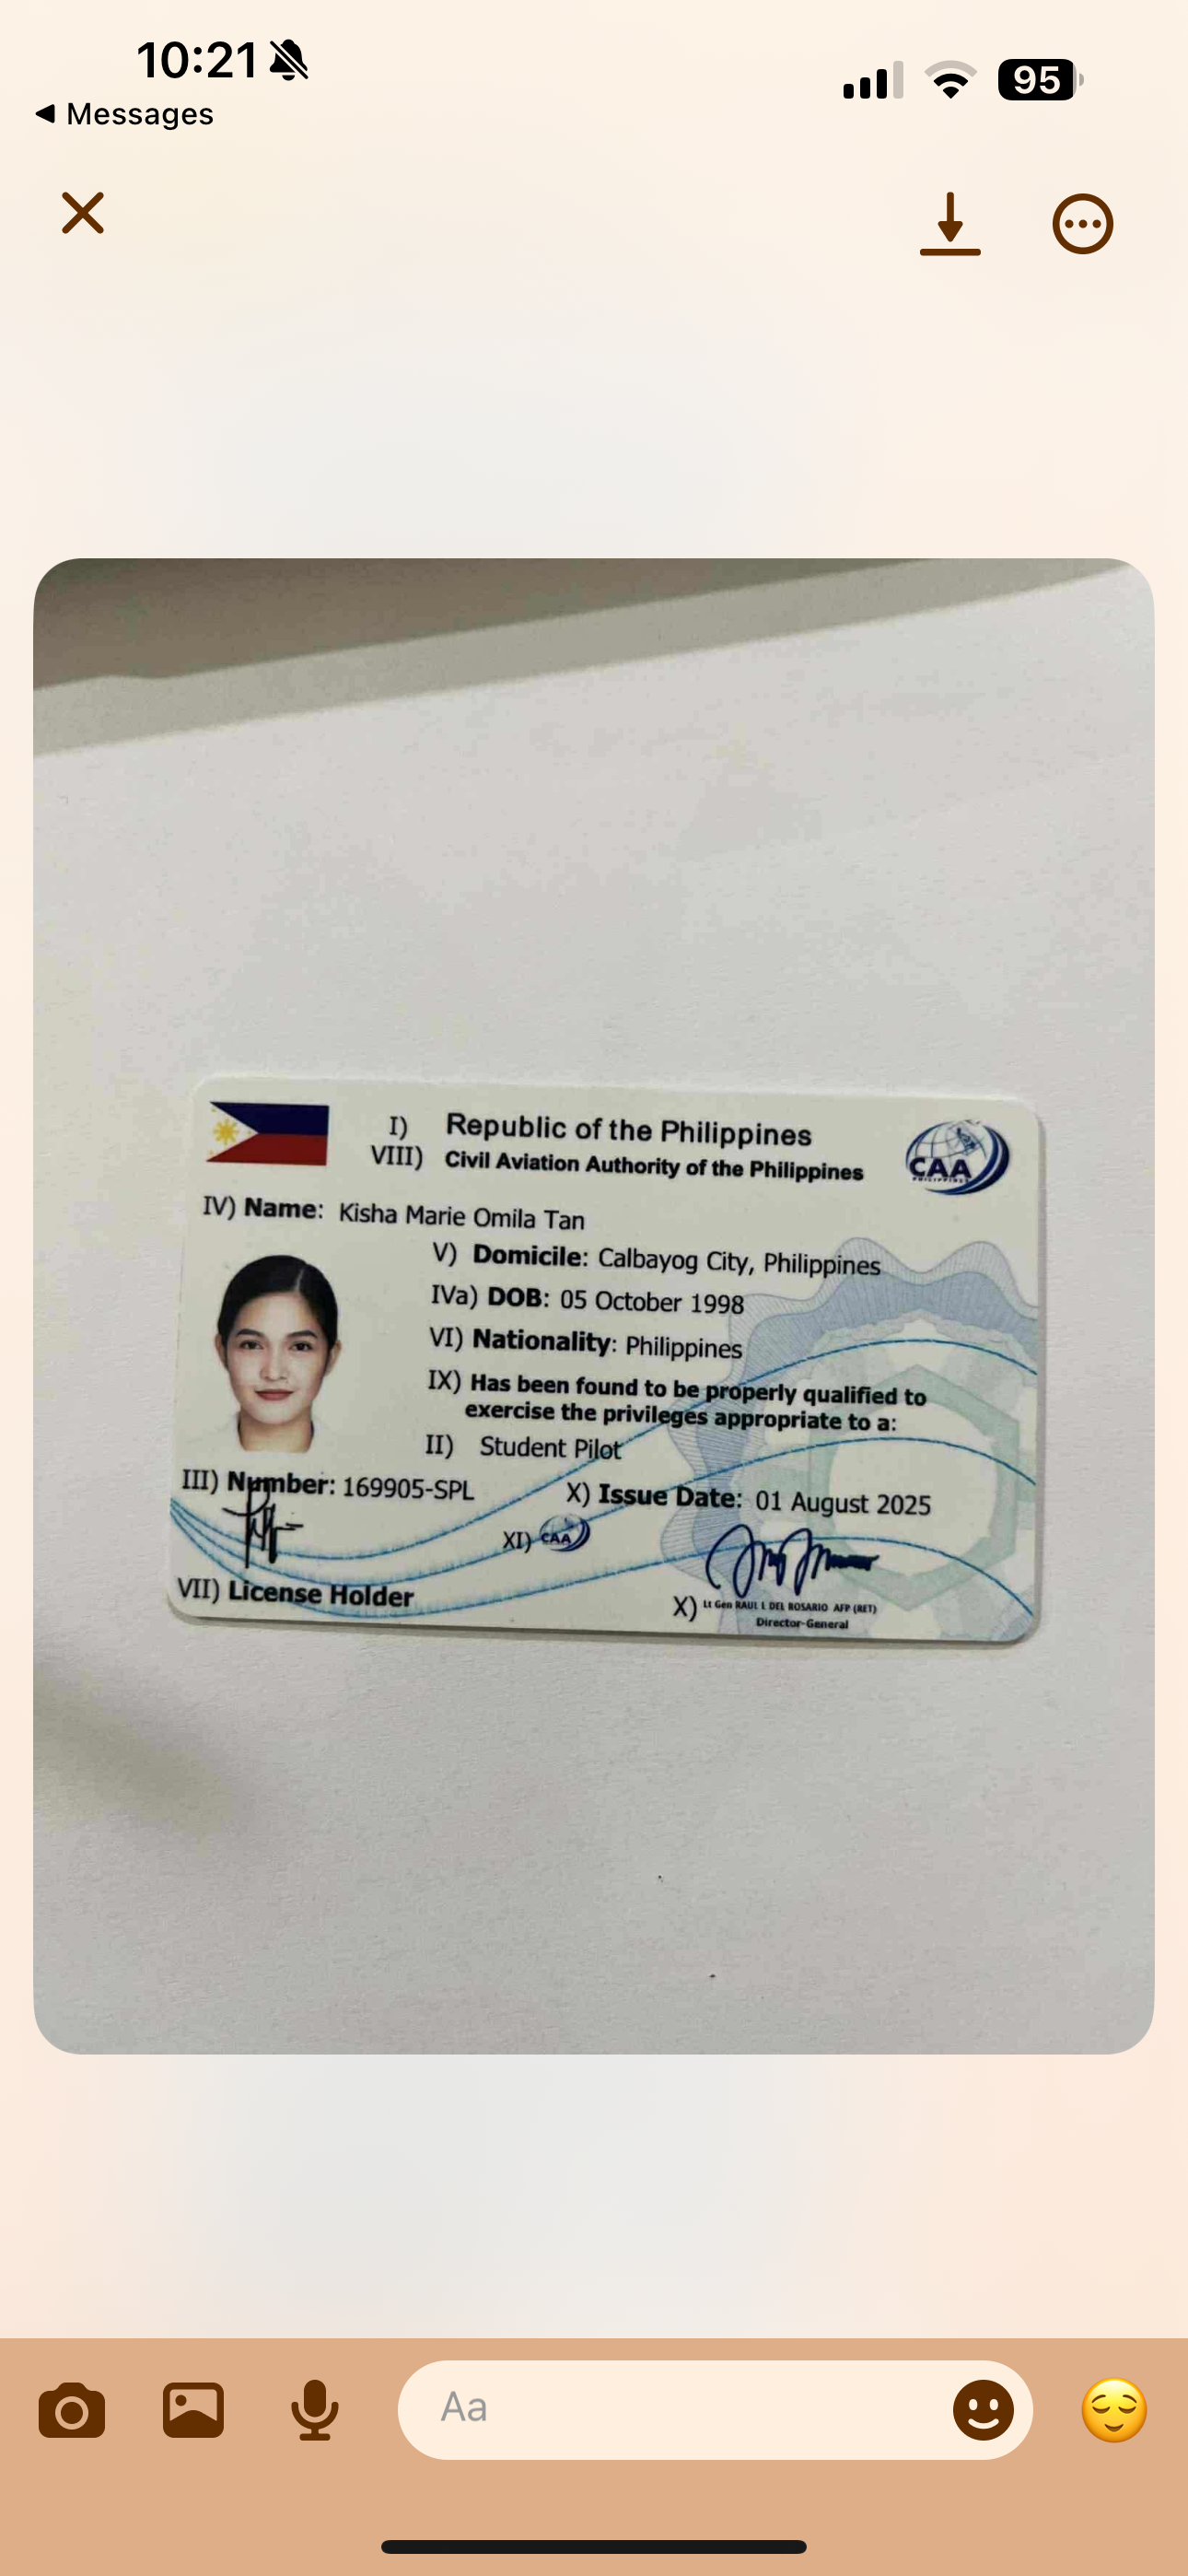 10:21
95
Messages
I) Republic of the Philippines
VIII) Civil Aviation Authority of the Philippines
CAA
PHILIPPINES
IV) Name: Kisha Marie Omila Tan
V) Domicile: Calbayog City, Philippines
IVa) DOB: 05 October 1998
VI) Nationality: Philippines
IX) Has been found to be properly qualified to
exercise the privileges appropriate to a:
II) Student Pilot
III) Number: 169905-SPL
X) Issue Date: 01 August 2025
XI) CAA
VII) License Holder
X) Lt Gen RAUL L DEL ROSARIO AFP (RET)
Director-General
Aa